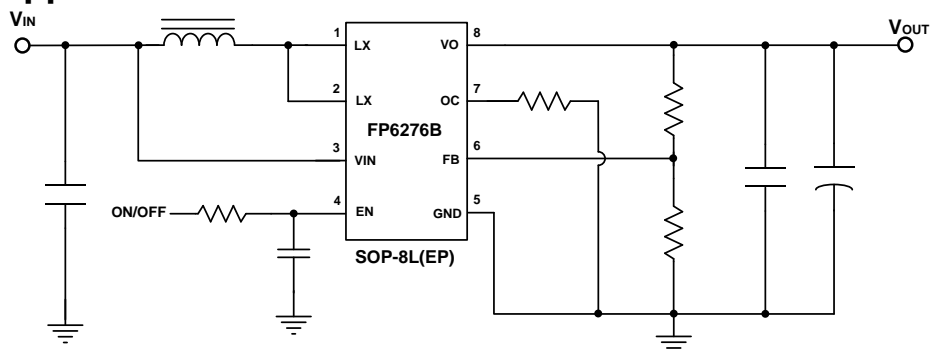 VIN
VOUT
1
LX
VO
8
2
LX
OC
7
FP6276B
3
VIN
FB
6
ON/OFF
4
EN
GND
5
SOP-8L(EP)